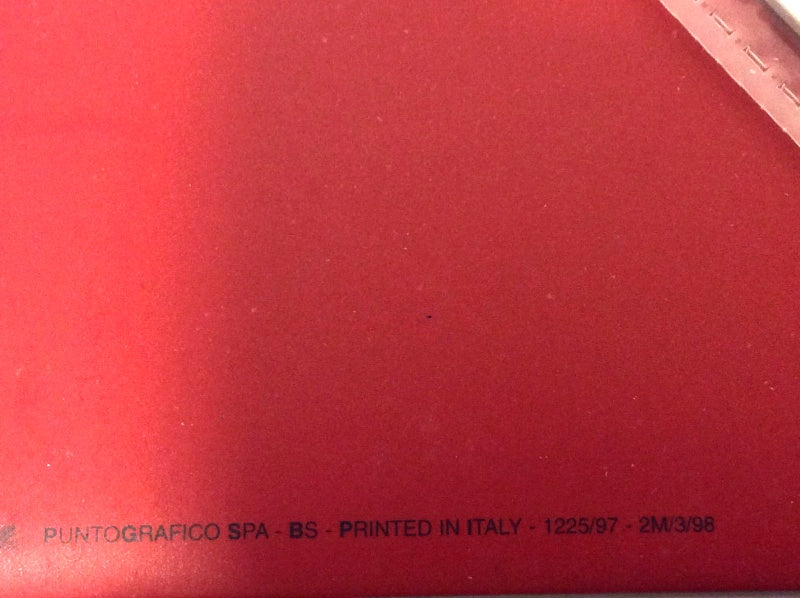 PUNTOGRAFICO SPA - BS - PRINTED IN ITALY - 1225/97 - 2M/3/98